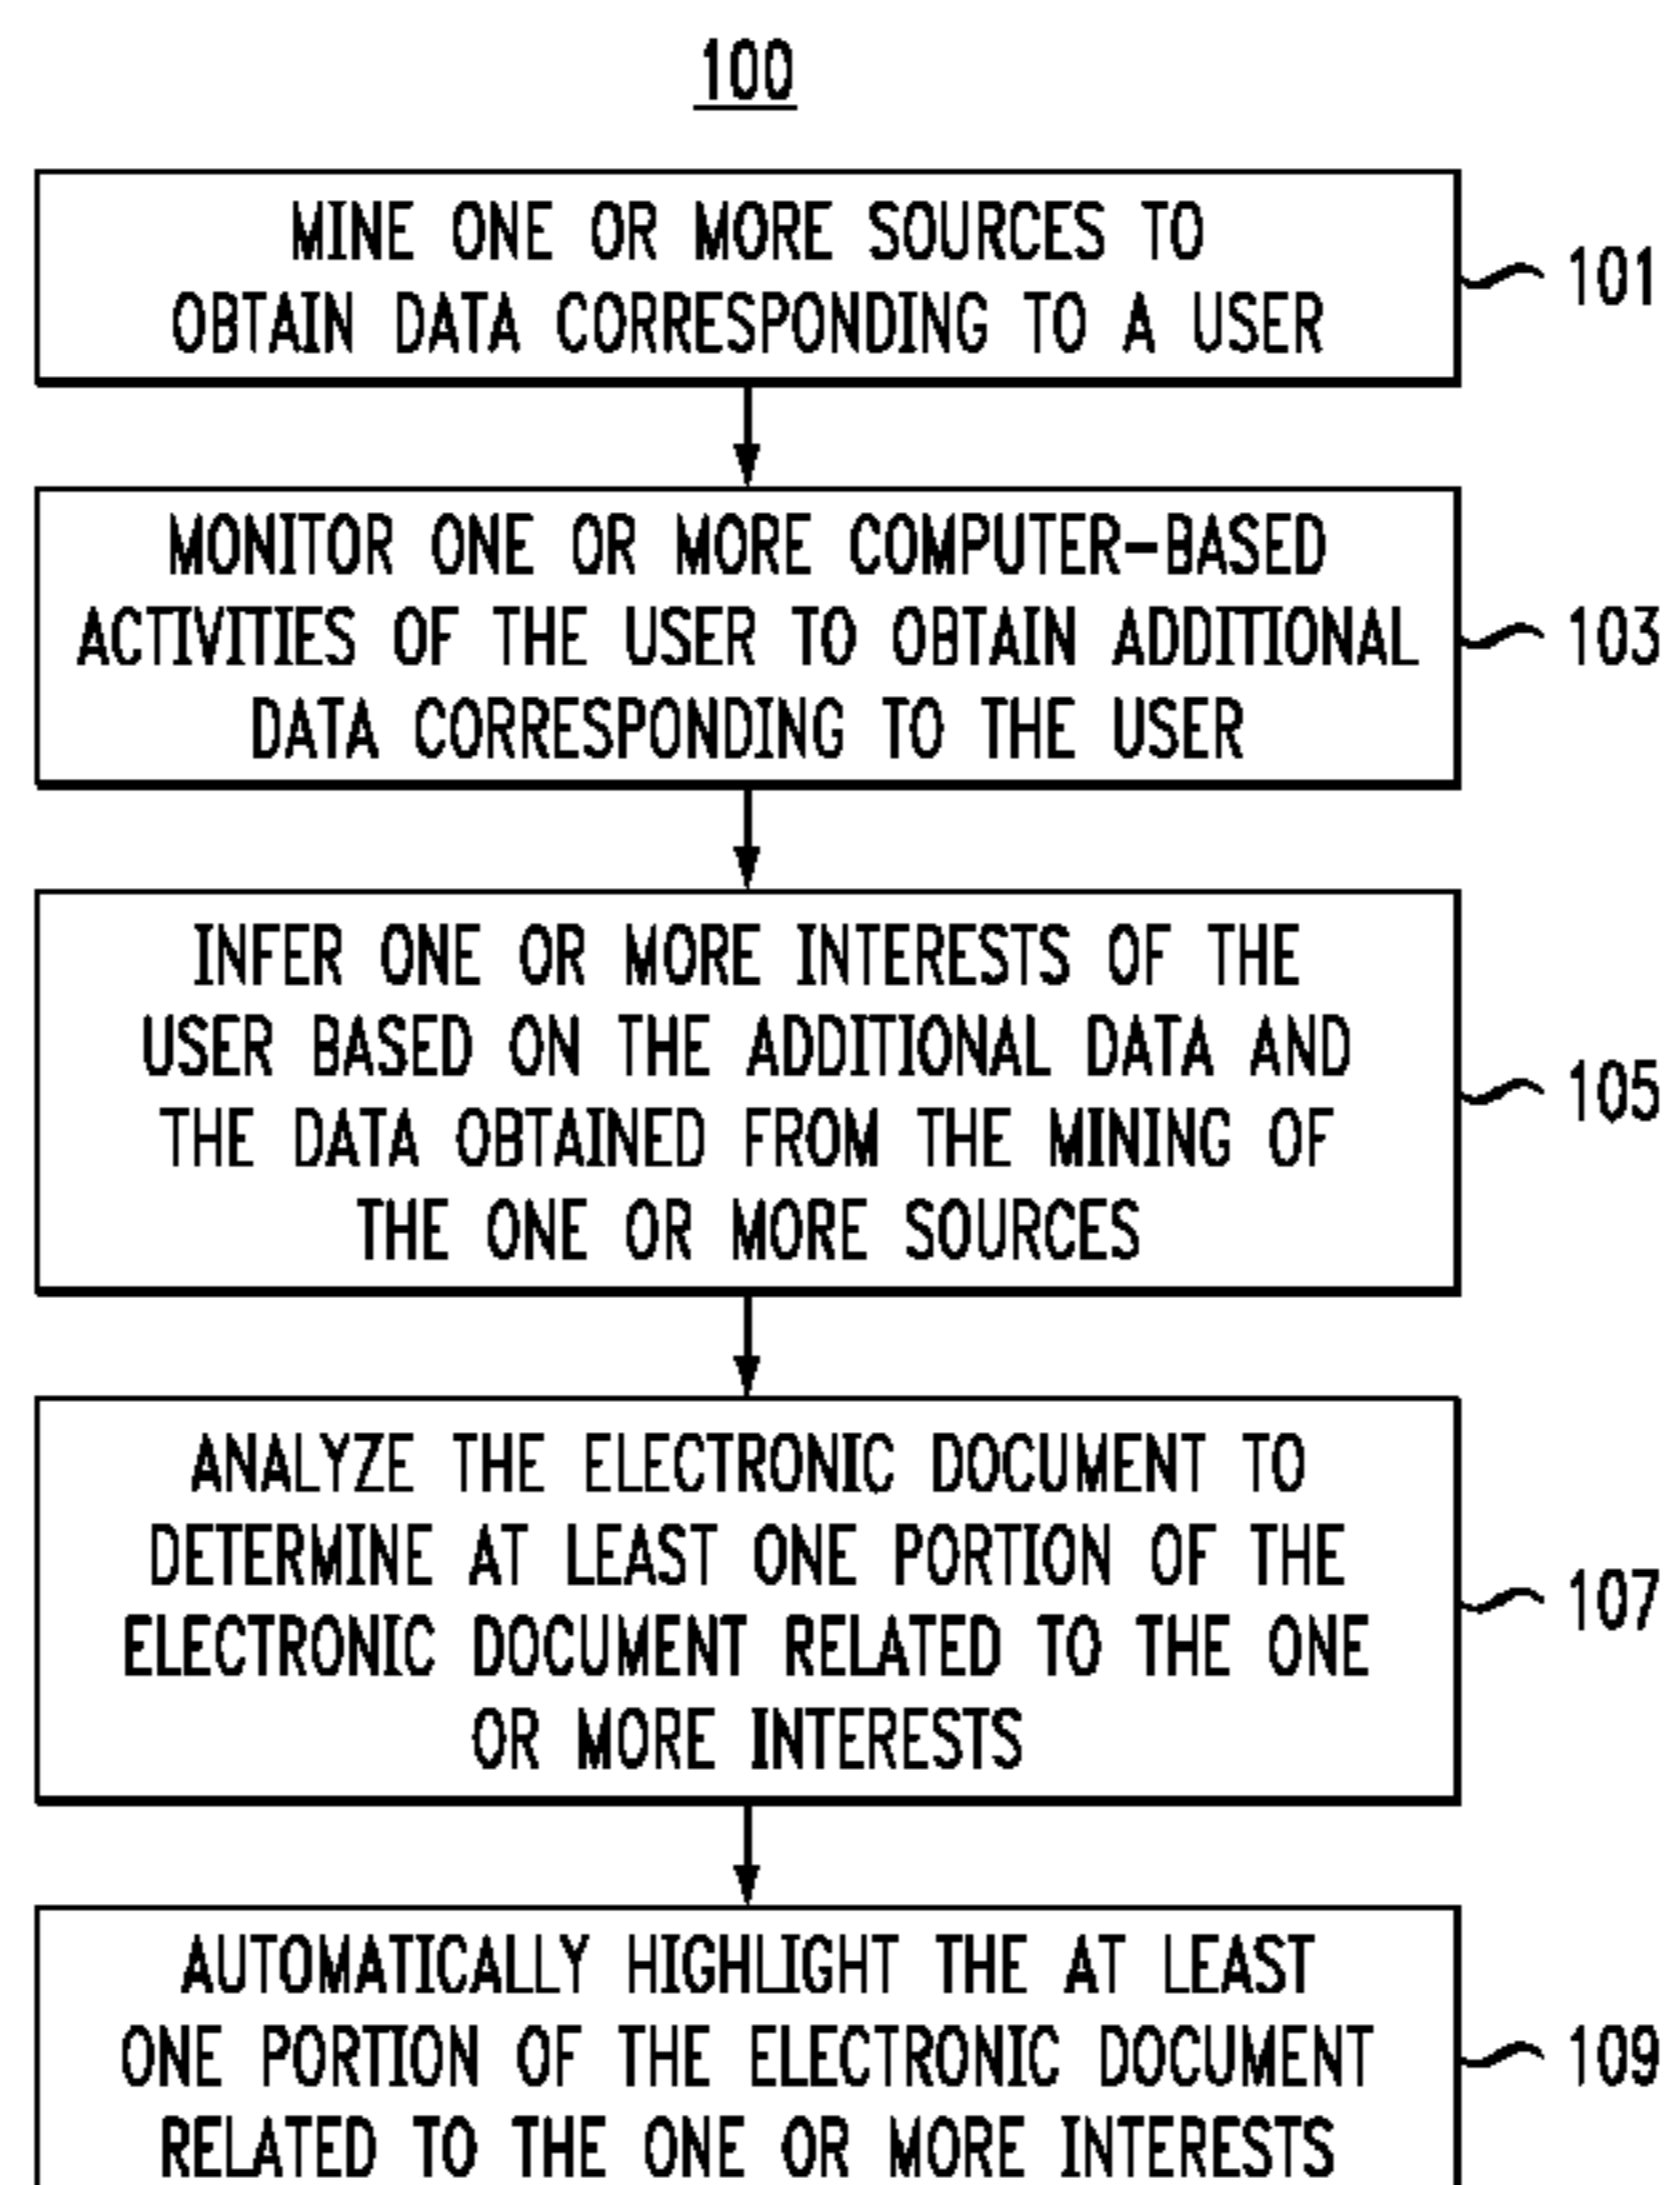 100
MINE ONE OR MORE SOURCES TO
OBTAIN DATA CORRESPONDING TO A USER
101
MONITOR ONE OR MORE COMPUTER-BASED
ACTIVITIES OF THE USER TO OBTAIN ADDITIONAL
DATA CORRESPONDING TO THE USER
103
INFER ONE OR MORE INTERESTS OF THE
USER BASED ON THE ADDITIONAL DATA AND
THE DATA OBTAINED FROM THE MINING OF
THE ONE OR MORE SOURCES
105
ANALYZE THE ELECTRONIC DOCUMENT TO
DETERMINE AT LEAST ONE PORTION OF THE
ELECTRONIC DOCUMENT RELATED TO THE ONE
OR MORE INTERESTS
107
AUTOMATICALLY HIGHLIGHT THE AT LEAST
ONE PORTION OF THE ELECTRONIC DOCUMENT
RELATED TO THE ONE OR MORE INTERESTS
109